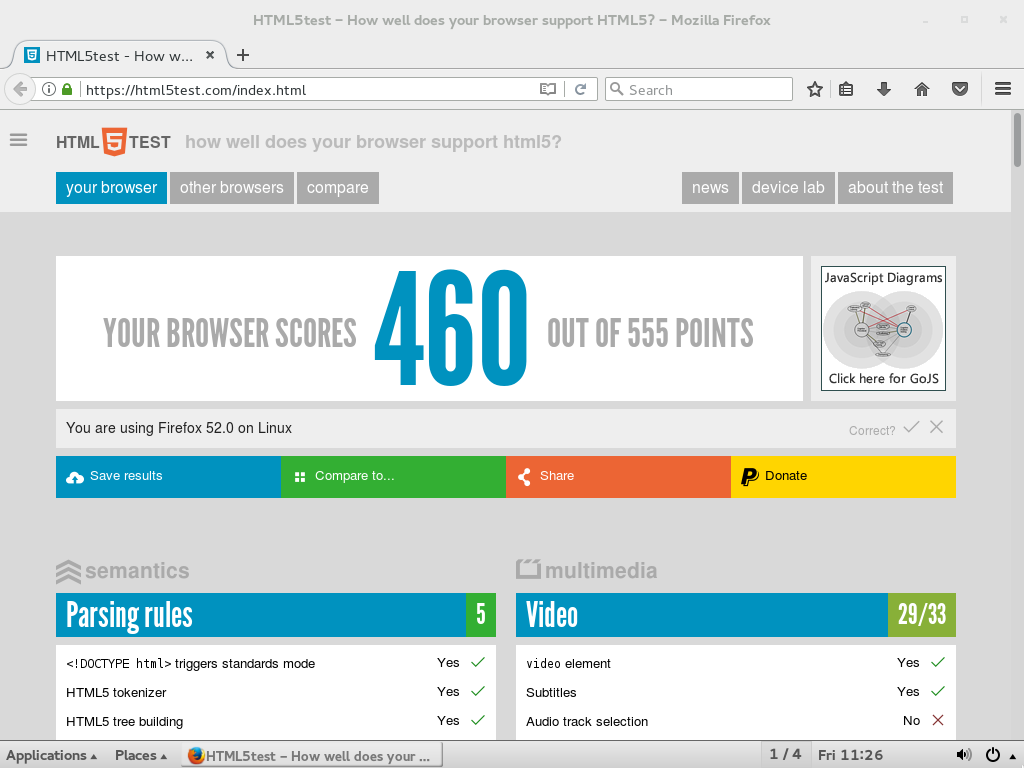 HTML5test – How well does your browser support HTML5? – Mozilla Firefox
HTML5test - How w...
https://html5test.com/index.html
Search
HTML 5 TEST how well does your browser support html5?
your browser other browsers compare news device lab about the test
YOUR BROWSER SCORES 460 OUT OF 555 POINTS
JavaScript Diagrams
Click here for GoJS
You are using Firefox 52.0 on Linux Correct?
Save results Compare to... Share Donate
semantics
Parsing rules 5
<!DOCTYPE html> triggers standards mode Yes
HTML5 tokenizer Yes
HTML5 tree building Yes
multimedia
Video 29/33
video element Yes
Subtitles Yes
Audio track selection No
Applications Places HTML5test – How well does your ... 1 / 4 Fri 11:26